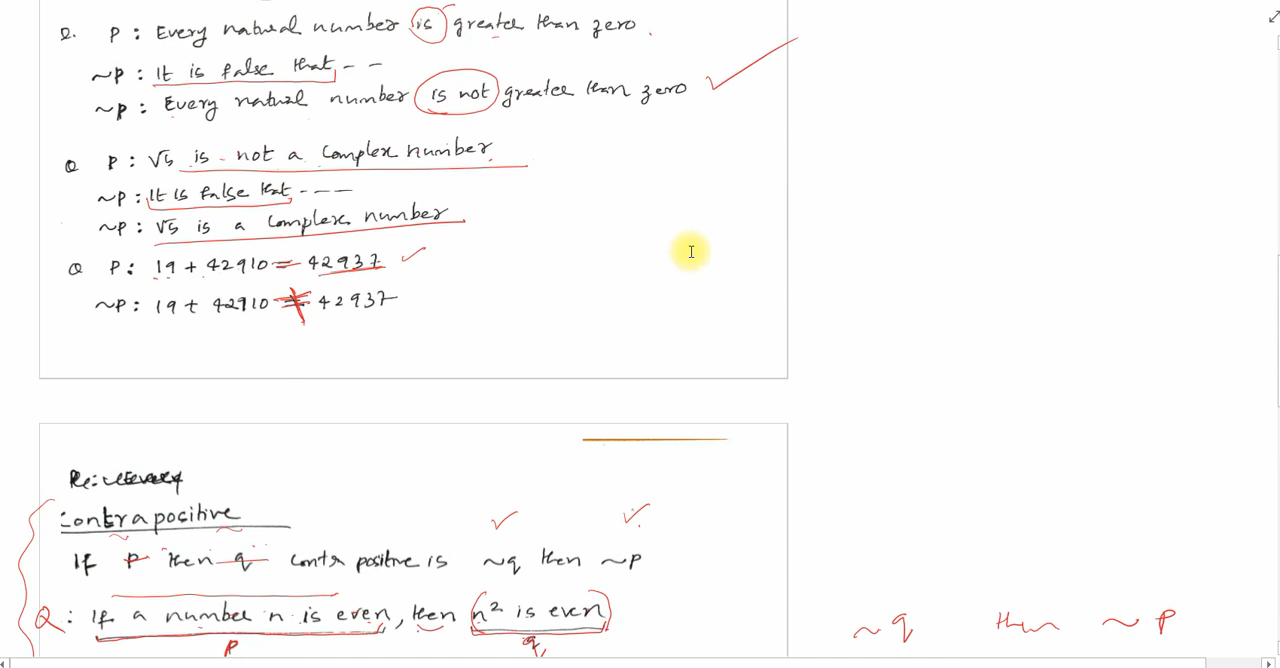 Q. P : Every natural number is greater than zero.
~P : It is false that - -
~P : Every natural number is not greater than zero
Q P : √5 is not a Complex number.
~P : It is false that - - - -
~P : √5 is a Complex number
Q P : 19 + 42910 = 42937
~P : 19 + 42910 ≠ 42937
Contrapositive
If P then q contra positive is ~q then ~P
Q : If a number n is even, then n² is even
P q
~q then ~P